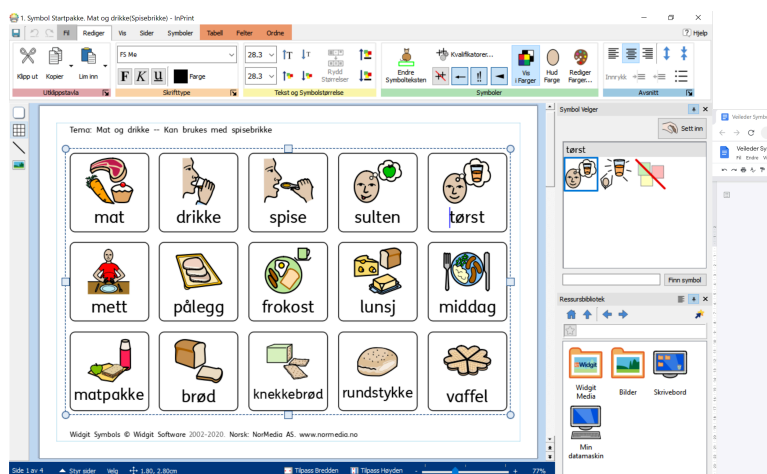 1. Symbol Startpakke. Mat og drikke(Spisebrikke) - InPrint
Fil Rediger Vis Sider Symboler Tabell Felter Ordne
Hjelp
Klipp ut Kopier Lim inn
Utklippstavla
F5 Me
F K U Farge
Skrifttype
28.3
28.3
Rydd Størrelser
Tekst og Symbolstørrelse
Endre Symbolteksten
Kvalifikatorer...
Vis i Farger
Hud Farge
Rediger Farger...
Symboler
Innrykk
Avsnitt
Tema: Mat og drikke -- Kan brukes med spisebrikke
mat drikke spise sulten tørst
mett pålegg frokost lunsj middag
matpakke brød knekkebrød rundstykke vaffel
Widgit Symbols © Widgit Software 2002-2020. Norsk: NorMedia AS. www.normedia.no
Symbol Velger
Sett inn
tørst
Finn symbol
Ressursbibliotek
Widgit
Widgit Media
Bilder
Skrivebord
Min datamaskin
Side 1 av 4 Styr sider Velg 1.80, 2.80cm Tilpass Bredden Tilpass Høyden 77%
Veileder Symb
Veileder Sy
Fil Endre